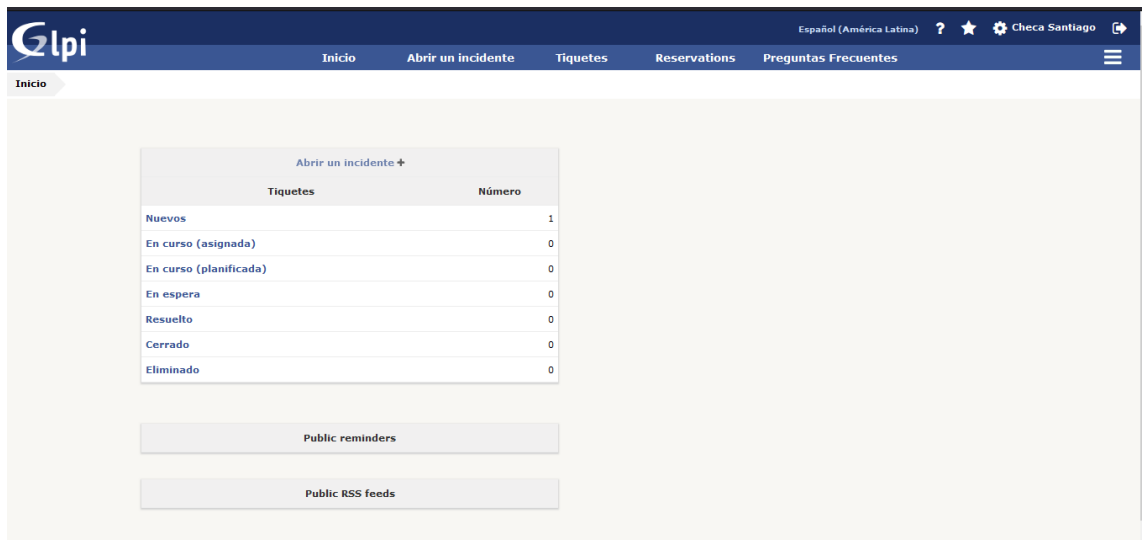 Glpi
Español (América Latina) ? Checa Santiago
Inicio Abrir un incidente Tiquetes Reservations Preguntas Frecuentes
Inicio
Abrir un incidente +
Tiquetes Número
Nuevos 1
En curso (asignada) 0
En curso (planificada) 0
En espera 0
Resuelto 0
Cerrado 0
Eliminado 0
Public reminders
Public RSS feeds